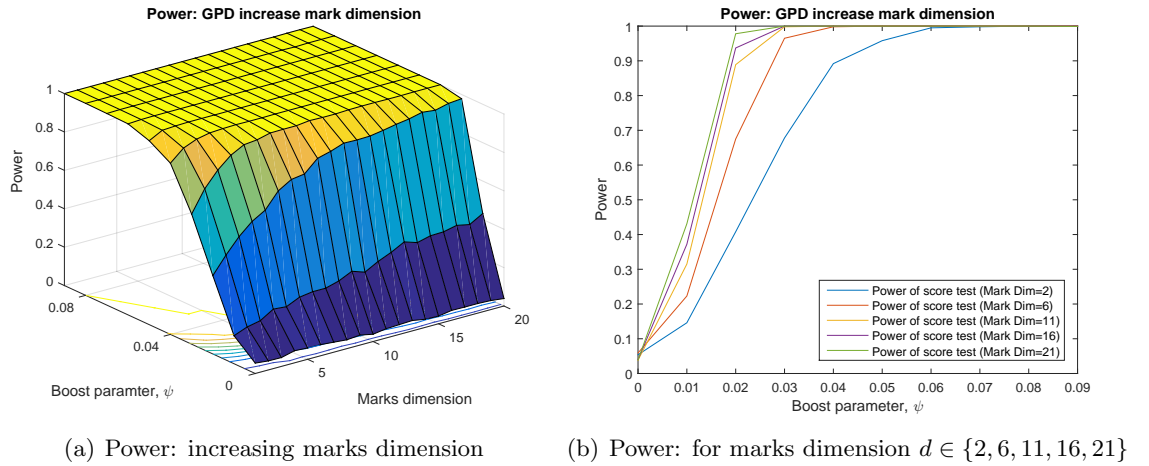 Power: GPD increase mark dimension
1
0.8
0.6
0.4
0.2
0
Power
0.08
0.04
0
Boost paramter, ψ
5
10
15
20
Marks dimension
(a) Power: increasing marks dimension
Power: GPD increase mark dimension
1
0.9
0.8
0.7
0.6
0.5
0.4
0.3
0.2
0.1
0
Power
Power of score test (Mark Dim=2)
Power of score test (Mark Dim=6)
Power of score test (Mark Dim=11)
Power of score test (Mark Dim=16)
Power of score test (Mark Dim=21)
0 0.01 0.02 0.03 0.04 0.05 0.06 0.07 0.08 0.09
Boost parameter, ψ
(b) Power: for marks dimension d ∈ {2, 6, 11, 16, 21}